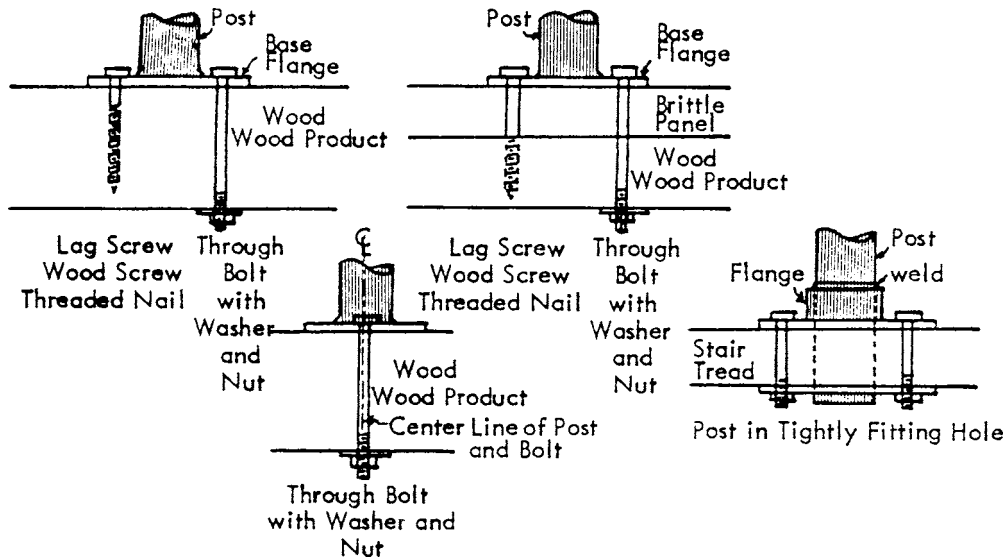 Post
Base
Flange
Wood
Wood Product
Lag Screw
Wood Screw
Threaded Nail
Through
Bolt
with
Washer
and
Nut
Post
Base
Flange
Brittle
Panel
Wood
Wood Product
Lag Screw
Wood Screw
Threaded Nail
Through
Bolt
with
Washer
and
Nut
CL
Wood
Wood Product
Center Line of Post
and Bolt
Through Bolt
with Washer and
Nut
Post
weld
Flange
Stair
Tread
Post in Tightly Fitting Hole